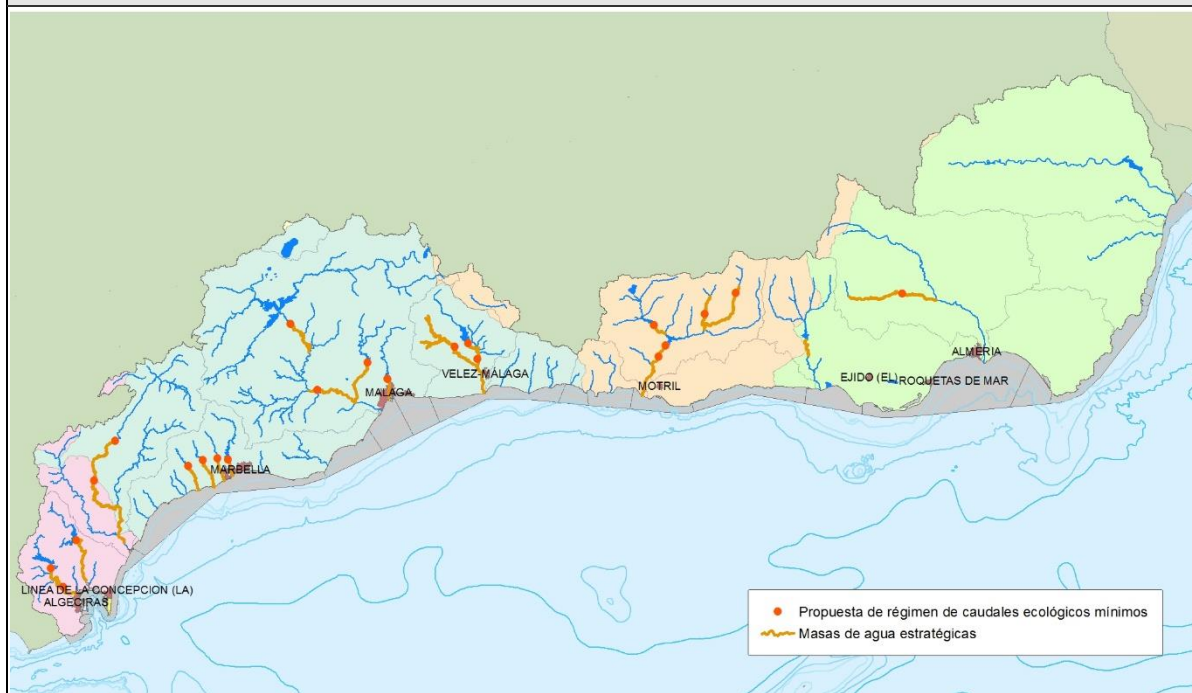 ALMERIA
VELEZ-MALAGA
EJIDO (EL)
ROQUETAS DE MAR
MOTRIL
MALAGA
MARBELLA
LINEA DE LA CONCEPCION (LA)
ALGECIRAS
Propuesta de régimen de caudales ecológicos mínimos
Masas de agua estratégicas